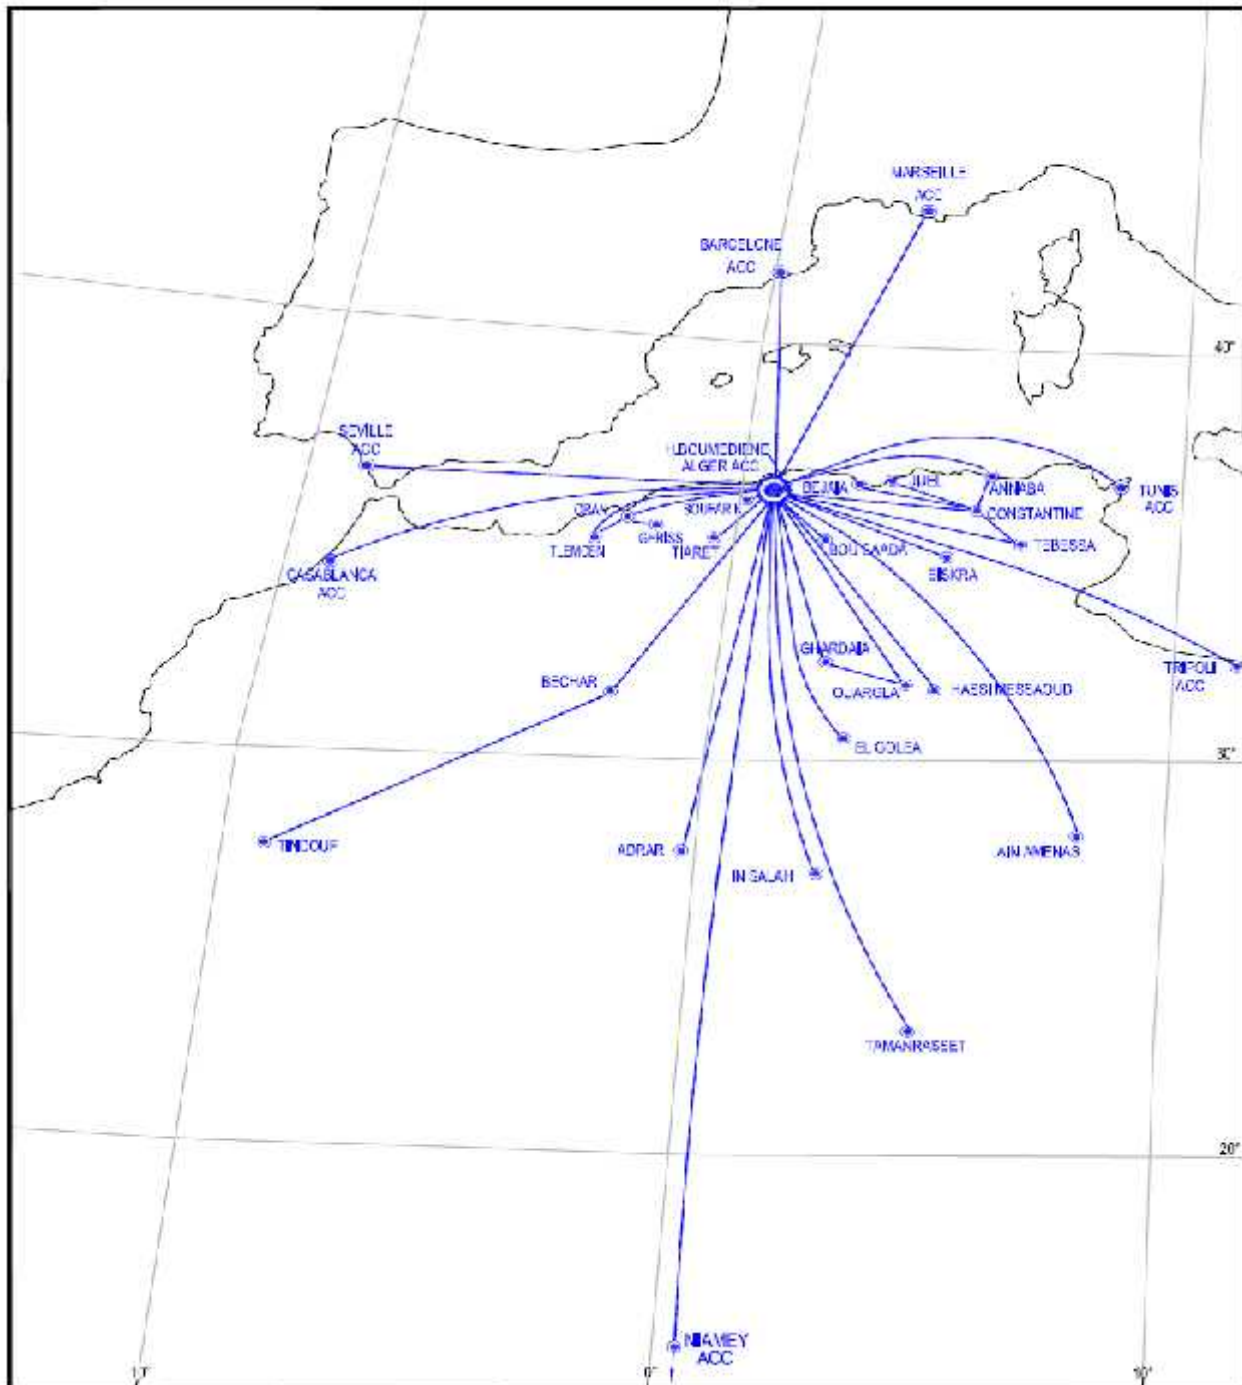 MARSEILLE
ACC
BARCELONE
ACC
40°
SEVILLE
ACC
H.BOUMEDIENE
ALGER ACC
BEJAIA
JIJEL
ANNABA
TUNIS
ACC
ORAN
BOUFARIK
CONSTANTINE
TLEMCEN
GHRISS
TIARET
BOU SAADA
TEBESSA
BISKRA
CASABLANCA
ACC
GHARDAIA
TRIPOLI
ACC
BECHAR
OUARGLA
HASSI MESSAOUD
EL GOLEA
30°
TINDOUF
ADRAR
IN SALAH
AIN AMENAS
TAMANRASSET
20°
NIAMEY
ACC
10°
0°
10°